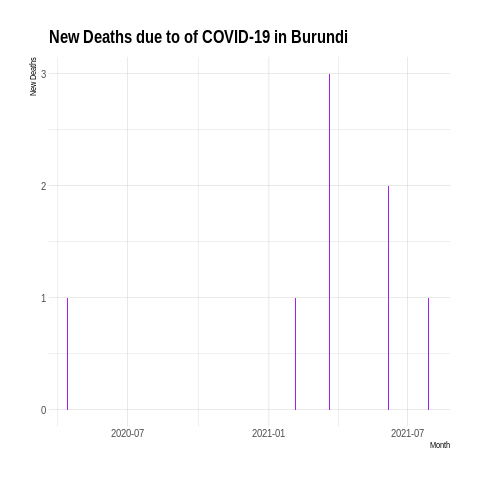 New Deaths due to of COVID-19 in Burundi
New Deaths
3
2
1
0
2020-07 2021-01 2021-07
Month